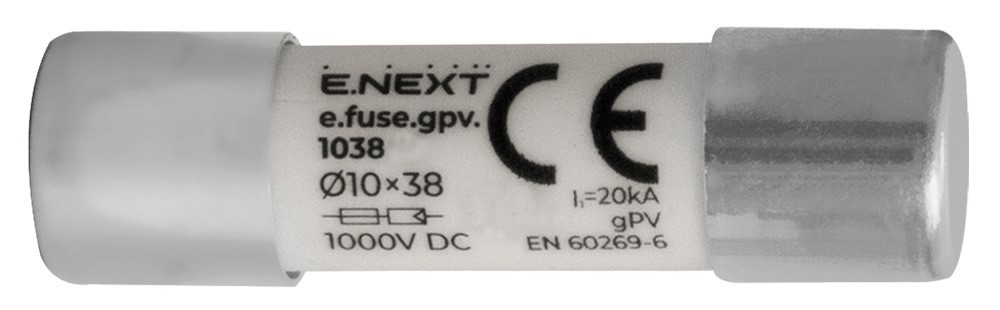 E.NEXT
e.fuse.gpv.
1038
Ø10×38
1000V DC
CE
I₁=20kA
gPV
EN 60269-6